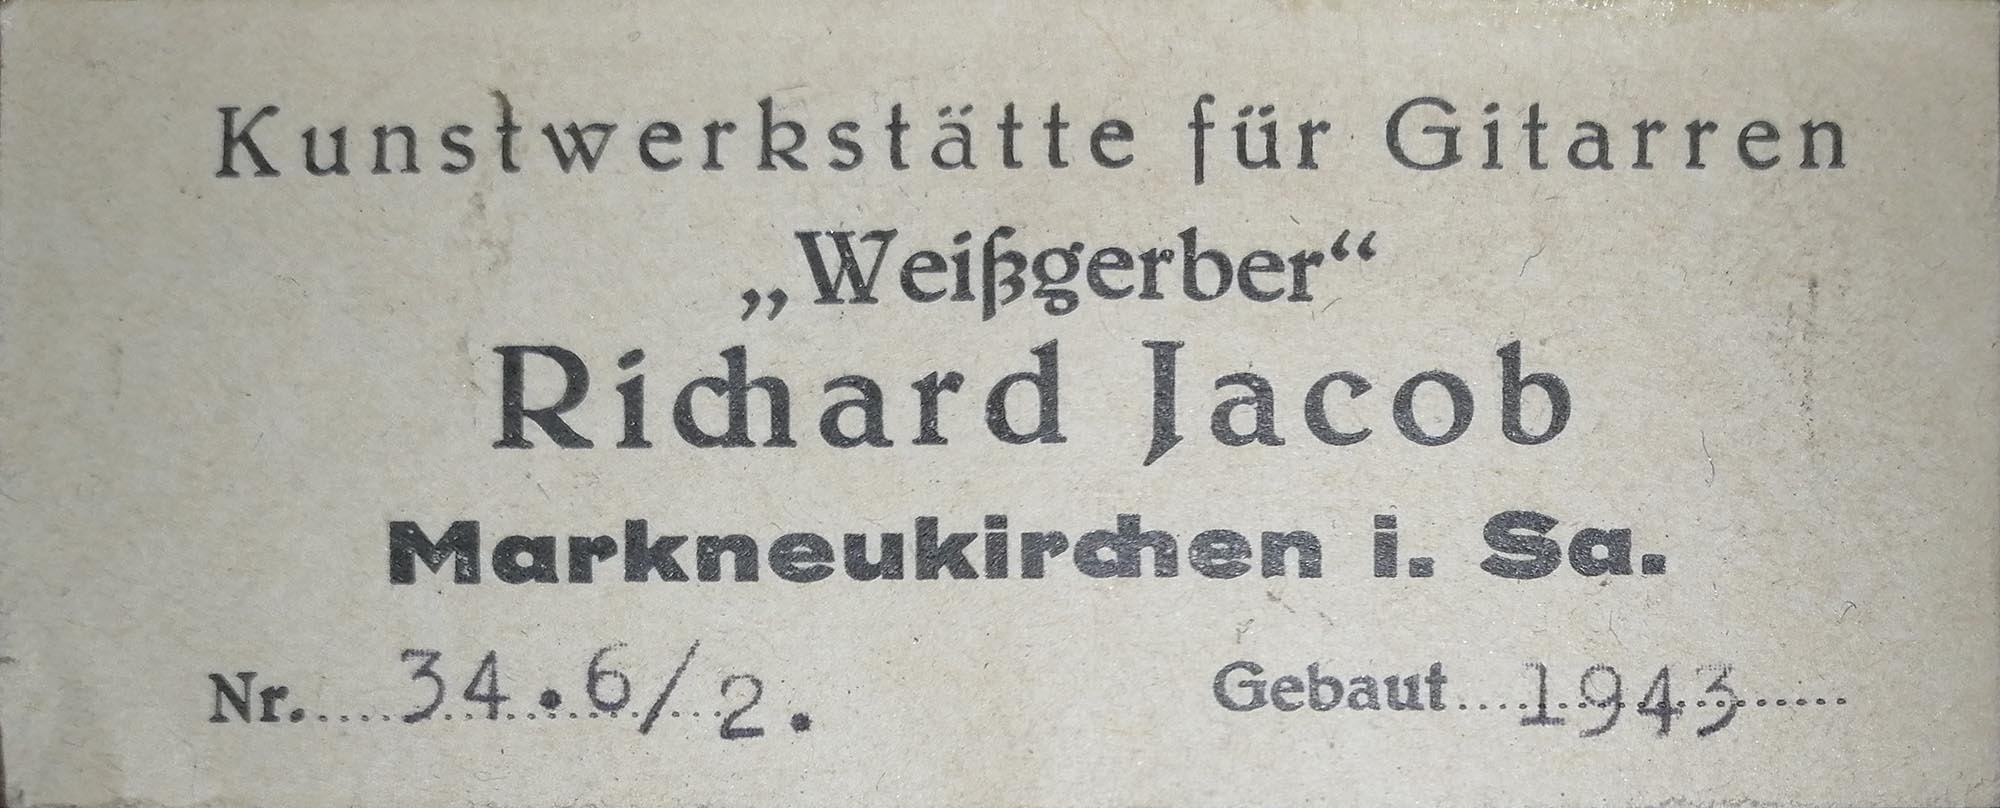 Kunstwerkstätte für Gitarren
„Weißgerber“
Richard Jacob
Markneukirchen i. Sa.
Nr. 34.6/2. Gebaut 1943